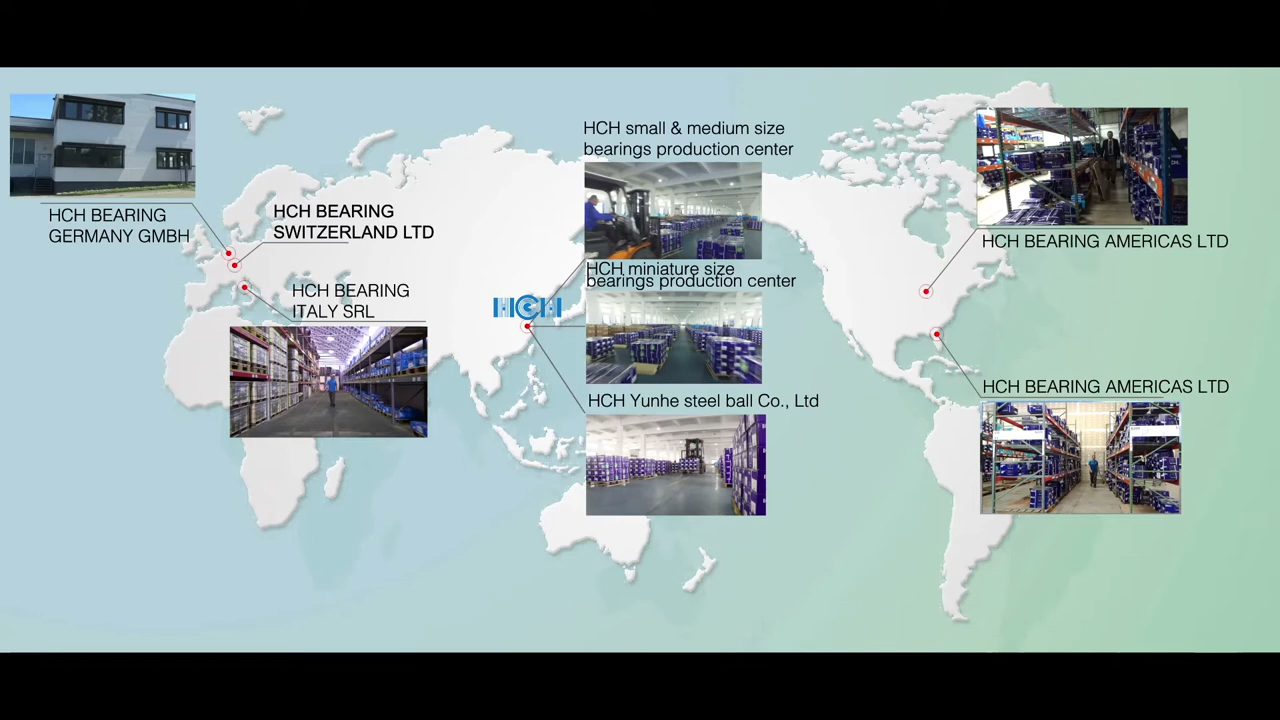 HCH BEARING
GERMANY GMBH
HCH BEARING
SWITZERLAND LTD
HCH BEARING
ITALY SRL
HCH
HCH small & medium size
bearings production center
HCH miniature size
bearings production center
HCH Yunhe steel ball Co., Ltd
HCH BEARING AMERICAS LTD
HCH BEARING AMERICAS LTD